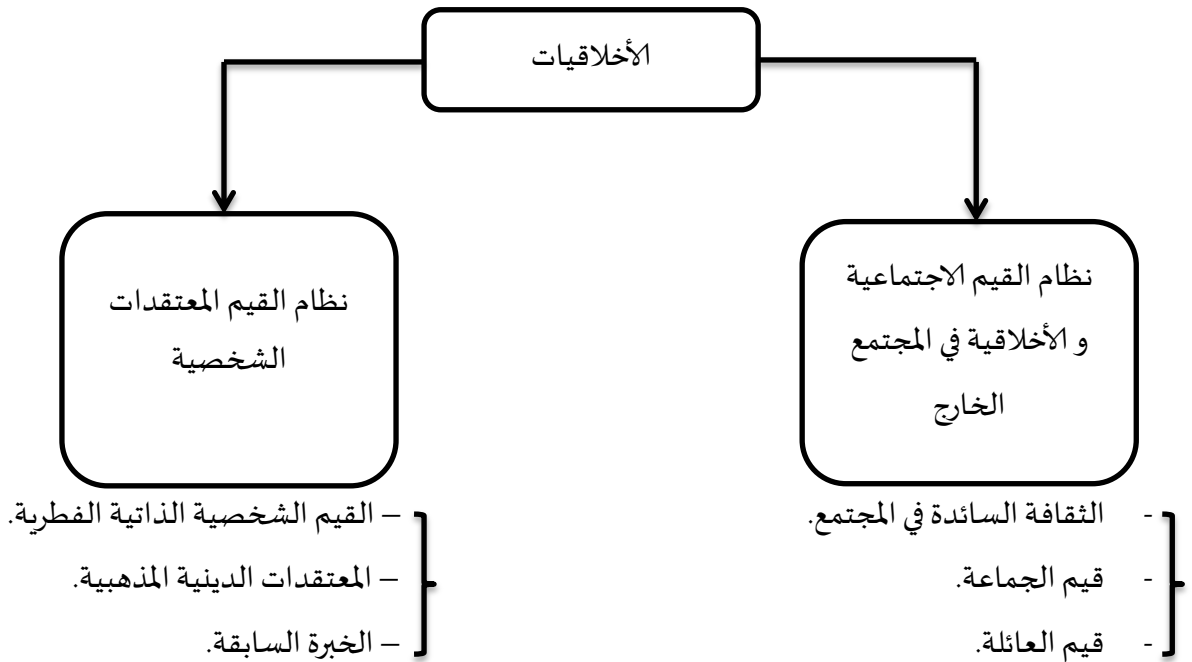 الأخلاقيات
نظام القيم الاجتماعية
و الأخلاقية في المجتمع
الخارج
- الثقافة السائدة في المجتمع.
- قيم الجماعة.
- قيم العائلة.
نظام القيم المعتقدات
الشخصية
– القيم الشخصية الذاتية الفطرية.
– المعتقدات الدينية المذهبية.
– الخبرة السابقة.